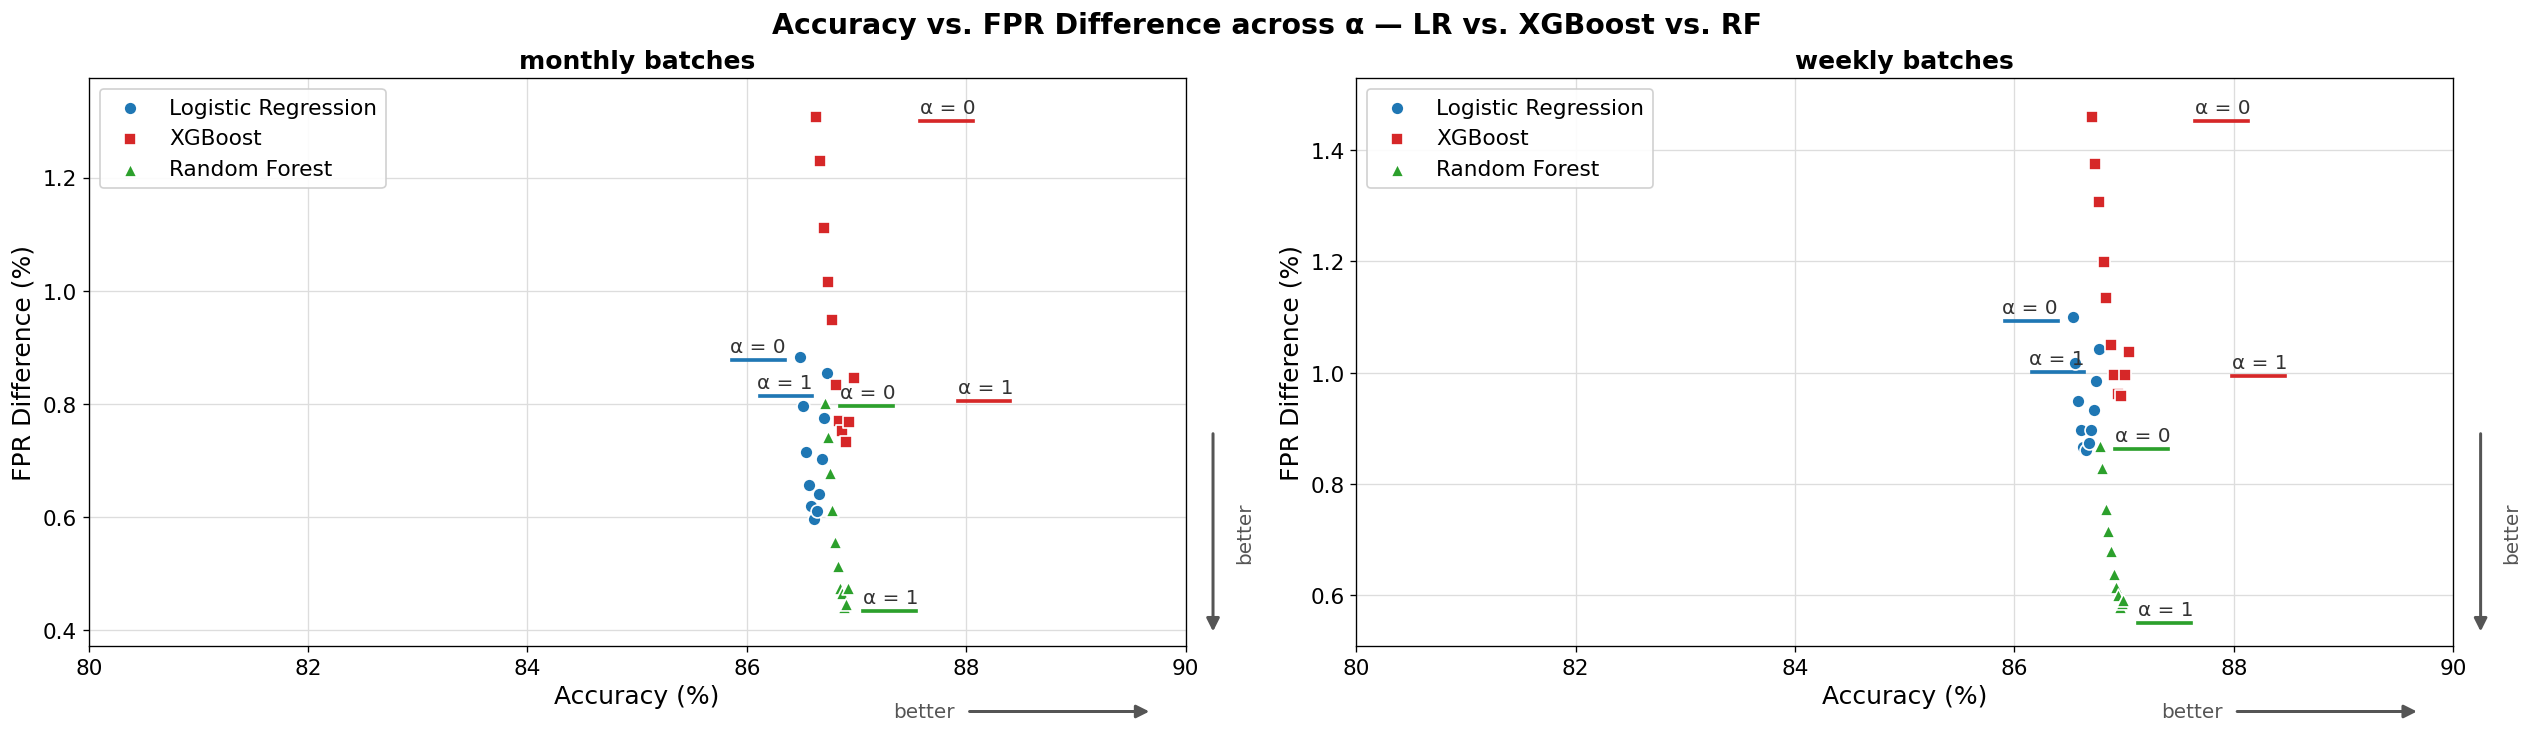 Accuracy vs. FPR Difference across α — LR vs. XGBoost vs. RF
monthly batches
Logistic Regression
XGBoost
Random Forest
α = 0
α = 0
α = 1
α = 0
α = 1
α = 1
1.2
1.0
0.8
0.6
0.4
FPR Difference (%)
80
82
84
86
88
90
Accuracy (%)
better
better
weekly batches
Logistic Regression
XGBoost
Random Forest
α = 0
α = 0
α = 1
α = 1
α = 0
α = 1
1.4
1.2
1.0
0.8
0.6
FPR Difference (%)
80
82
84
86
88
90
Accuracy (%)
better
better